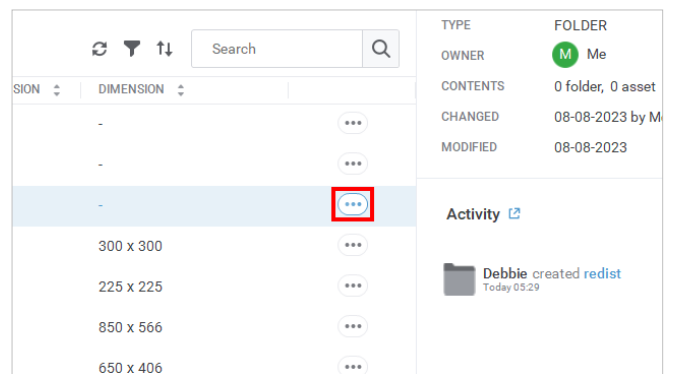 Search
SION
DIMENSION
-
-
-
300 x 300
225 x 225
850 x 566
650 x 406
TYPE FOLDER
OWNER M Me
CONTENTS 0 folder, 0 asset
CHANGED 08-08-2023 by M
MODIFIED 08-08-2023
Activity
Debbie created redist
Today 05:29